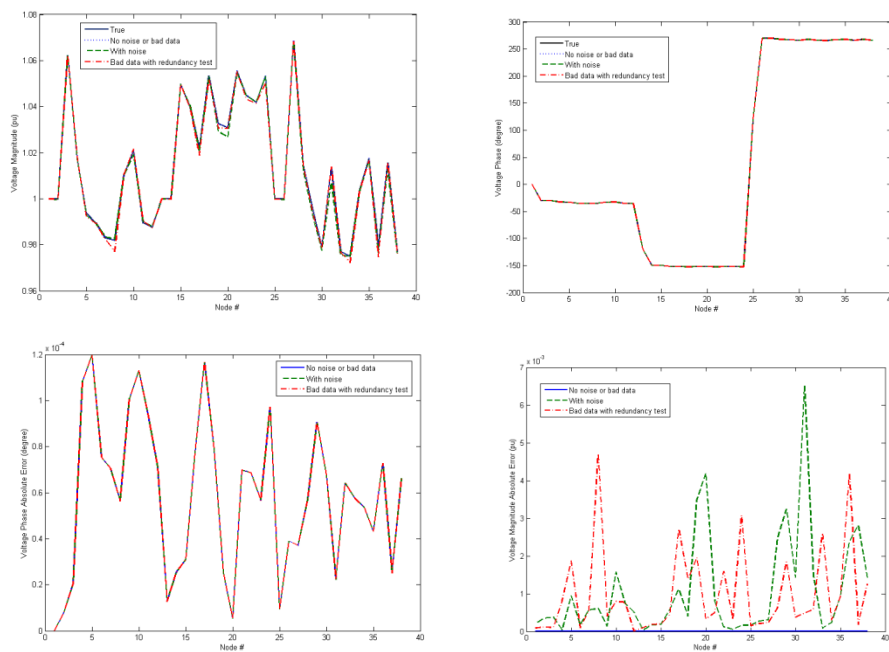 1.08
1.06
1.04
1.02
1
0.98
0.96
Voltage Magnitude (pu)
True
No noise or bad data
With noise
Bad data with redundancy test
0 5 10 15 20 25 30 35 40
Node #
300
250
200
150
100
50
0
-50
-100
-150
-200
Voltage Phase (degree)
True
No noise or bad data
With noise
Bad data with redundancy test
0 5 10 15 20 25 30 35 40
Node #
x 10-4
1.2
1
0.8
0.6
0.4
0.2
0
Voltage Phase Absolute Error (degree)
No noise or bad data
With noise
Bad data with redundancy test
0 5 10 15 20 25 30 35 40
Node #
x 10-3
7
6
5
4
3
2
1
0
Voltage Magnitude Absolute Error (pu)
No noise or bad data
With noise
Bad data with redundancy test
0 5 10 15 20 25 30 35 40
Node #